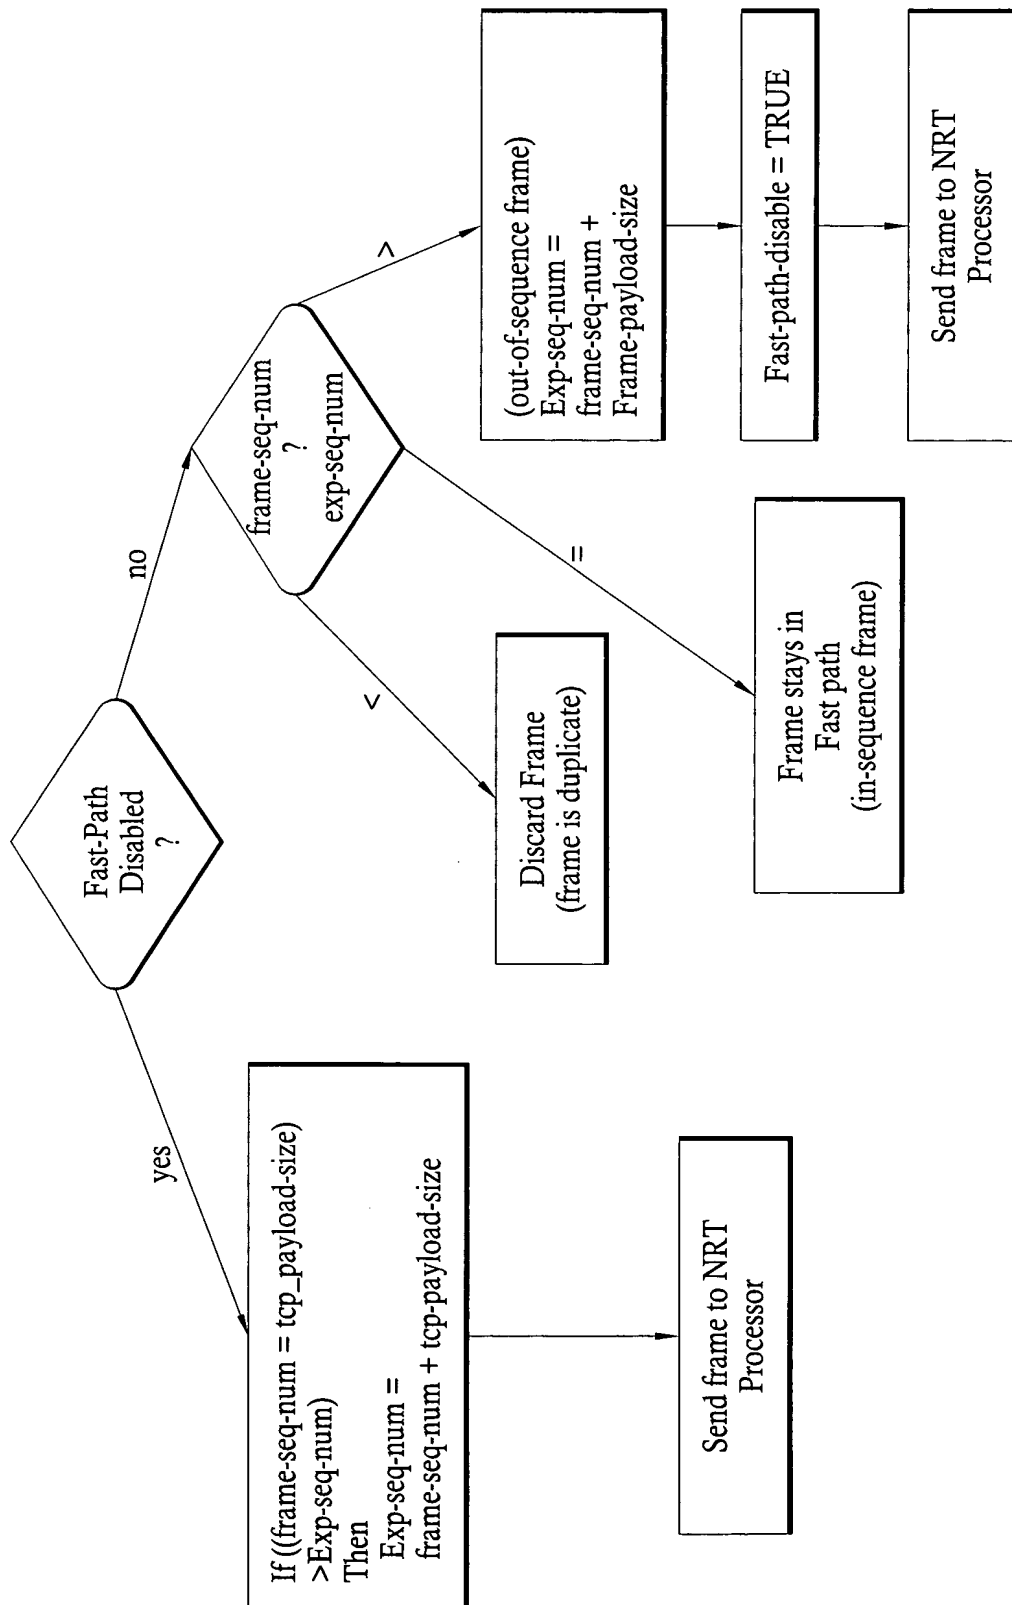 Fast-Path
Disabled
?
yes
no
If ((frame-seq-num = tcp_payload-size)
>Exp-seq-num)
Then
Exp-seq-num =
frame-seq-num + tcp-payload-size
Send frame to NRT
Processor
frame-seq-num
?
exp-seq-num
<
=
>
Discard Frame
(frame is duplicate)
Frame stays in
Fast path
(in-sequence frame)
(out-of-sequence frame)
Exp-seq-num =
frame-seq-num +
Frame-payload-size
Fast-path-disable = TRUE
Send frame to NRT
Processor